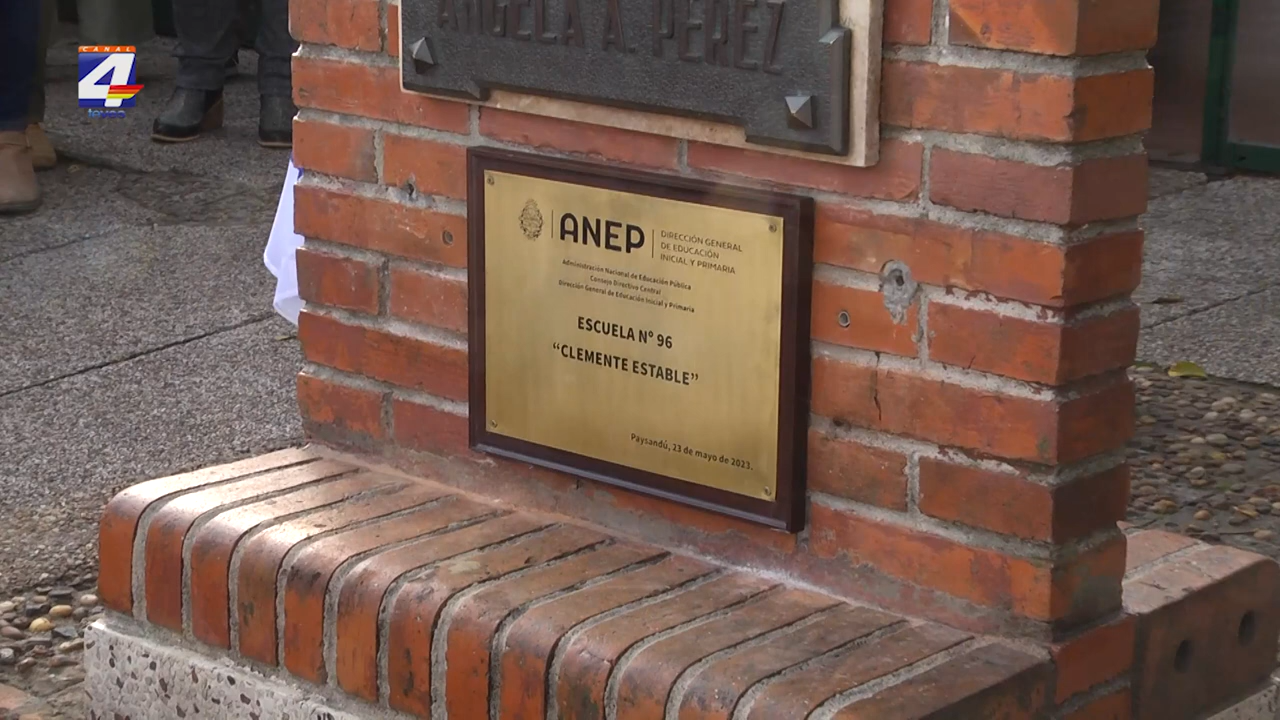 CANAL
4
ANGELA A. PEREZ
ANEP
DIRECCIÓN GENERAL
DE EDUCACIÓN
INICIAL Y PRIMARIA
Administración Nacional de Educación Pública
Consejo Directivo Central
Dirección General de Educación Inicial y Primaria
ESCUELA N° 96
“CLEMENTE ESTABLE”
Paysandú, 23 de mayo de 2023.